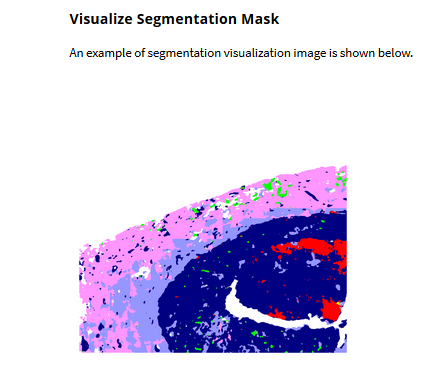 Visualize Segmentation Mask
An example of segmentation visualization image is shown below.